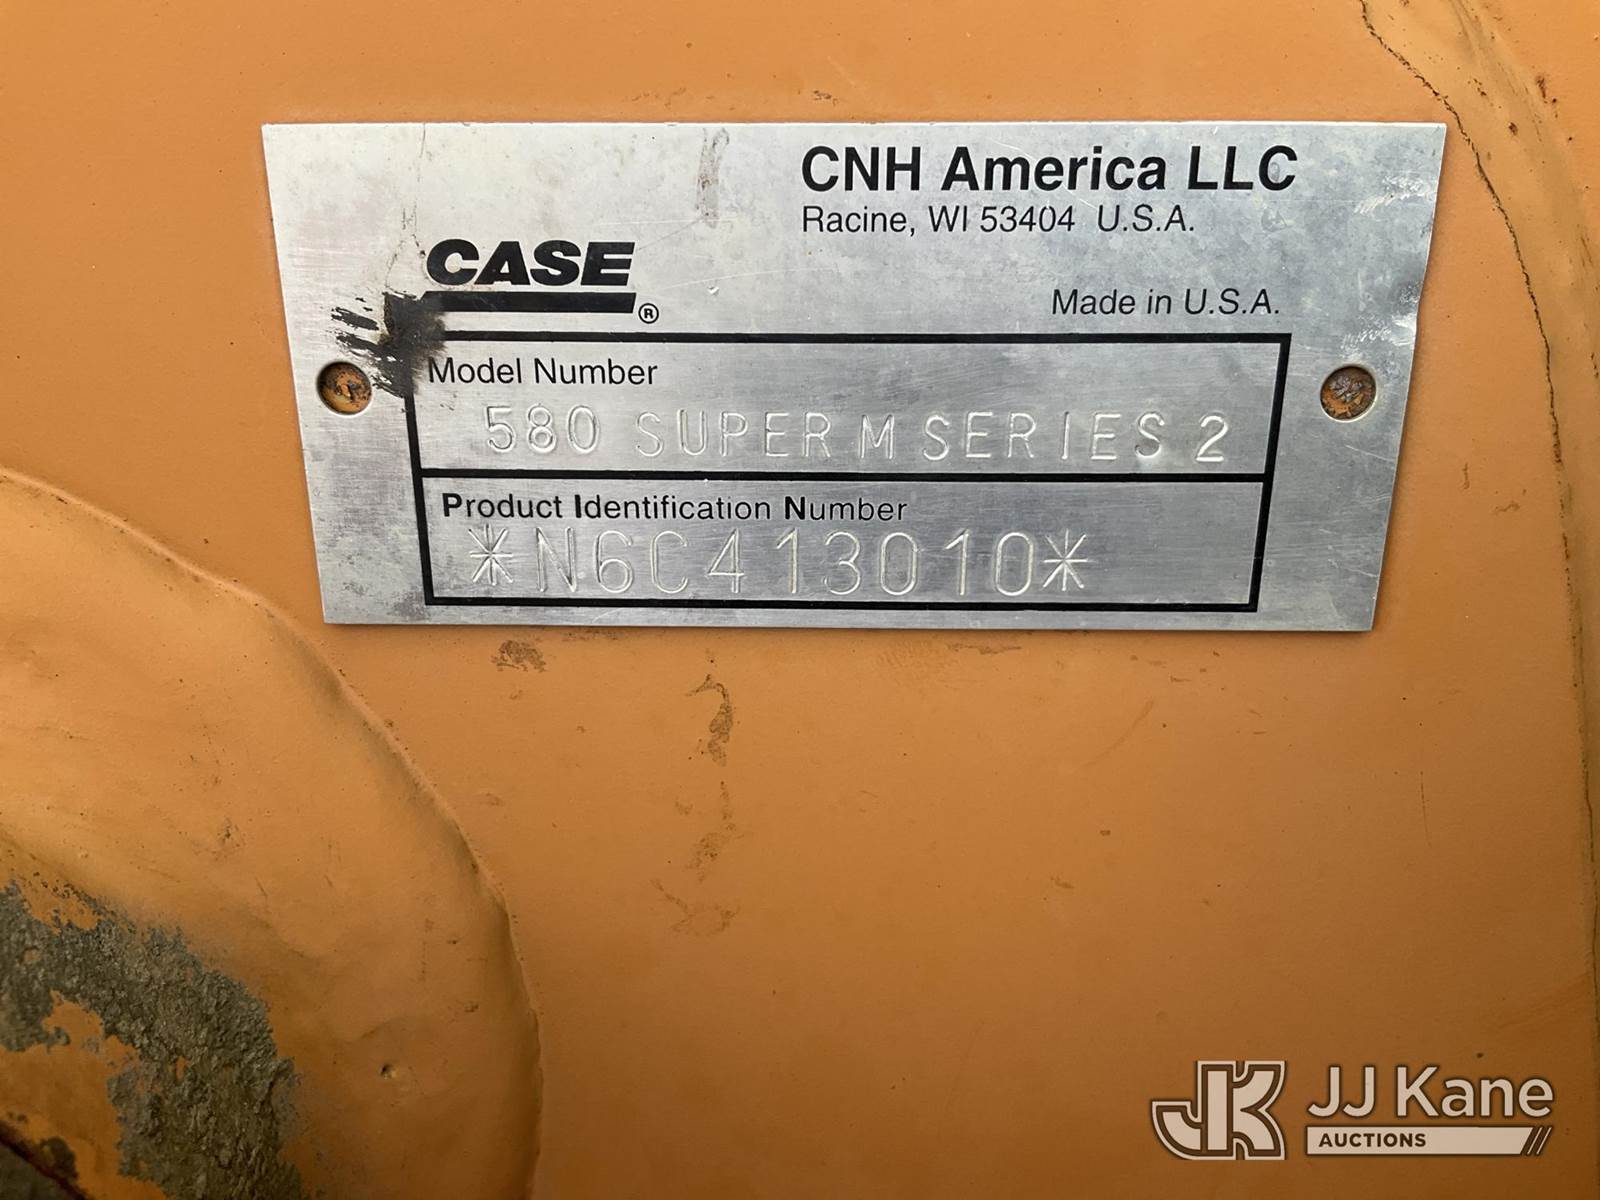 CNH America LLC
Racine, WI 53404 U.S.A.
CASE®
Made in U.S.A.
Model Number
580 SUPER M SERIES 2
Product Identification Number
*N6C413010*
JK JJ Kane
AUCTIONS